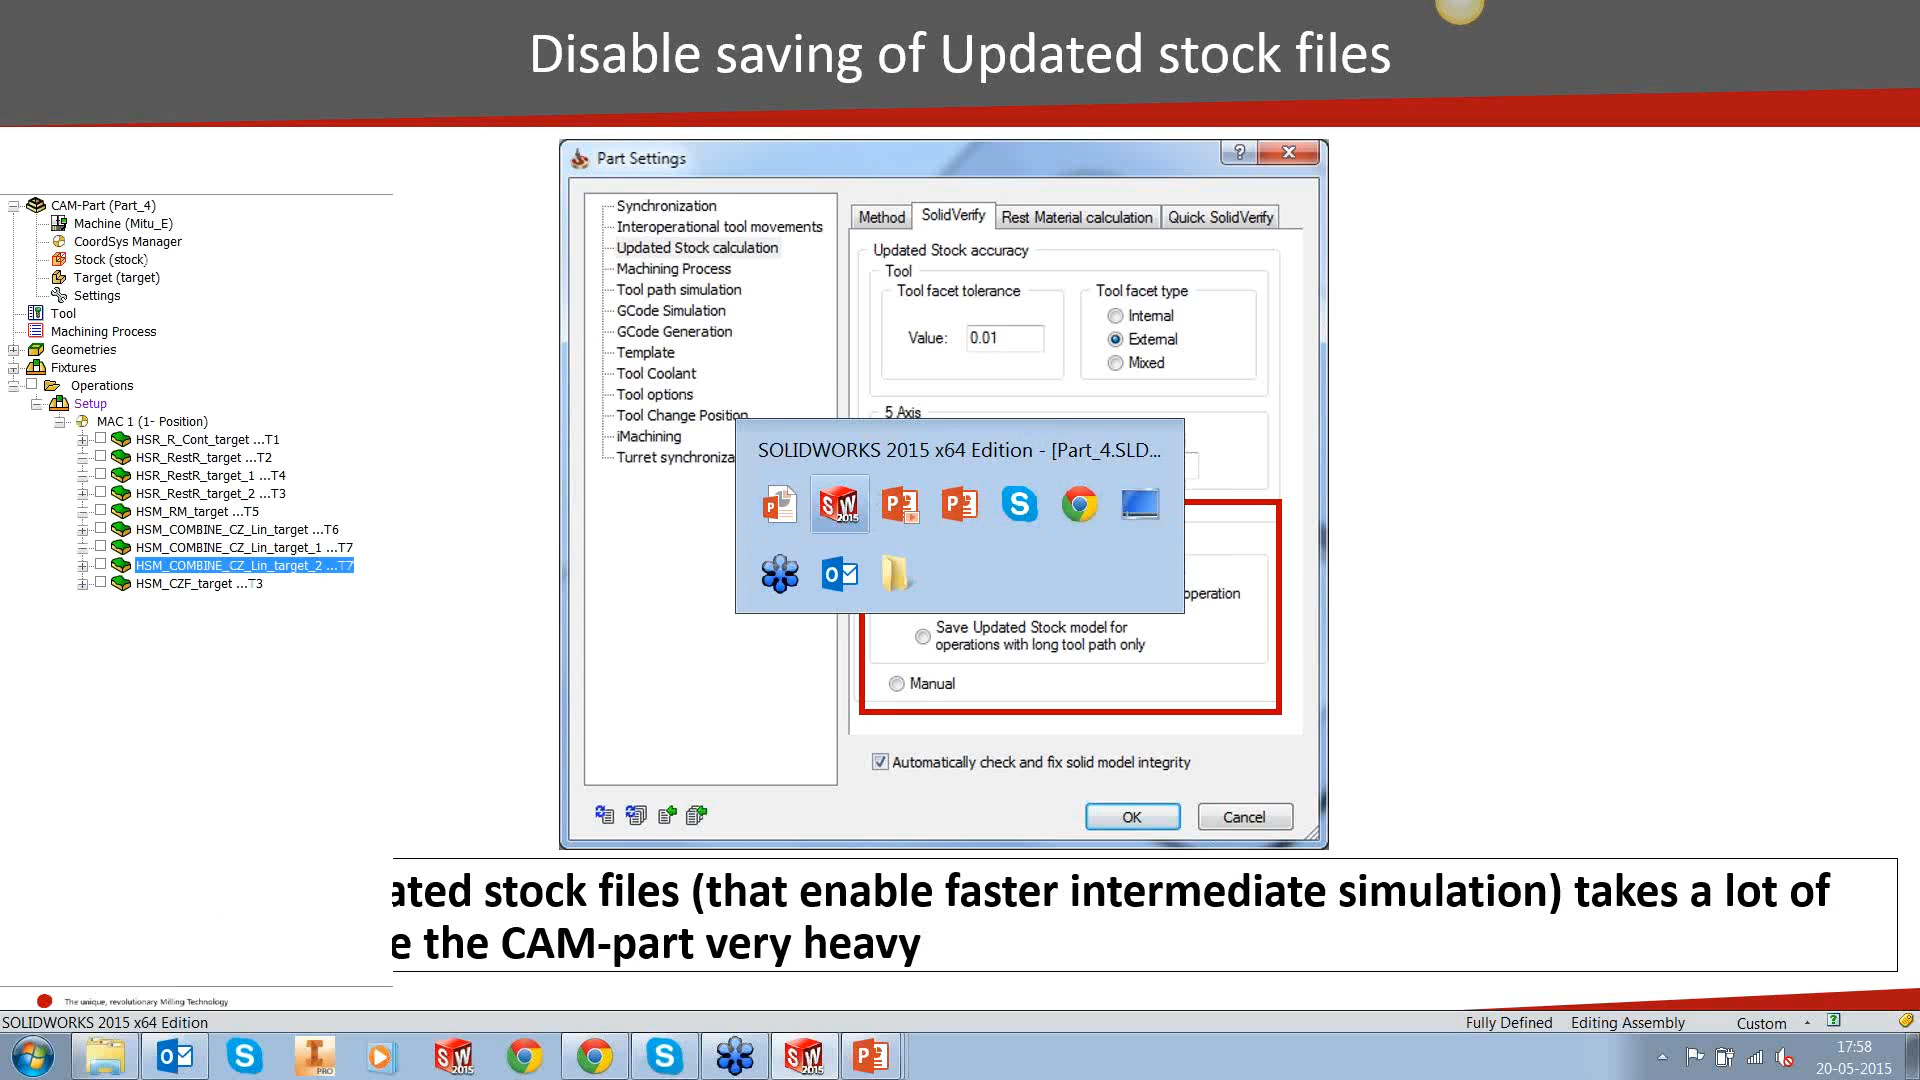 Disable saving of Updated stock files
Part Settings
CAM-Part (Part_4)
Machine (Mitu_E)
CoordSys Manager
Stock (stock)
Target (target)
Settings
Tool
Machining Process
Geometries
Fixtures
Operations
Setup
MAC 1 (1- Position)
HSR_R_Cont_target ...T1
HSR_RestR_target ...T2
HSR_RestR_target_1 ...T4
HSR_RestR_target_2 ...T3
HSM_RM_target ...T5
HSM_COMBINE_CZ_Lin_target ...T6
HSM_COMBINE_CZ_Lin_target_1 ...T7
HSM_COMBINE_CZ_Lin_target_2 ...T7
HSM_CZF_target ...T3
Synchronization
Interoperational tool movements
Updated Stock calculation
Machining Process
Tool path simulation
GCode Simulation
GCode Generation
Template
Tool Coolant
Tool options
Tool Change Position
iMachining
Turret synchroniza
Method
SolidVerify
Rest Material calculation
Quick SolidVerify
Updated Stock accuracy
Tool
Tool facet tolerance
Value: 0.01
Tool facet type
Internal
External
Mixed
5 Axis
SOLIDWORKS 2015 x64 Edition - [Part_4.SLD...
operation
Save Updated Stock model for
operations with long tool path only
Manual
Automatically check and fix solid model integrity
OK
Cancel
ated stock files (that enable faster intermediate simulation) takes a lot of
e the CAM-part very heavy
The unique, revolutionary Milling Technology
SOLIDWORKS 2015 x64 Edition
Fully Defined
Editing Assembly
Custom
17:58
20-05-2015